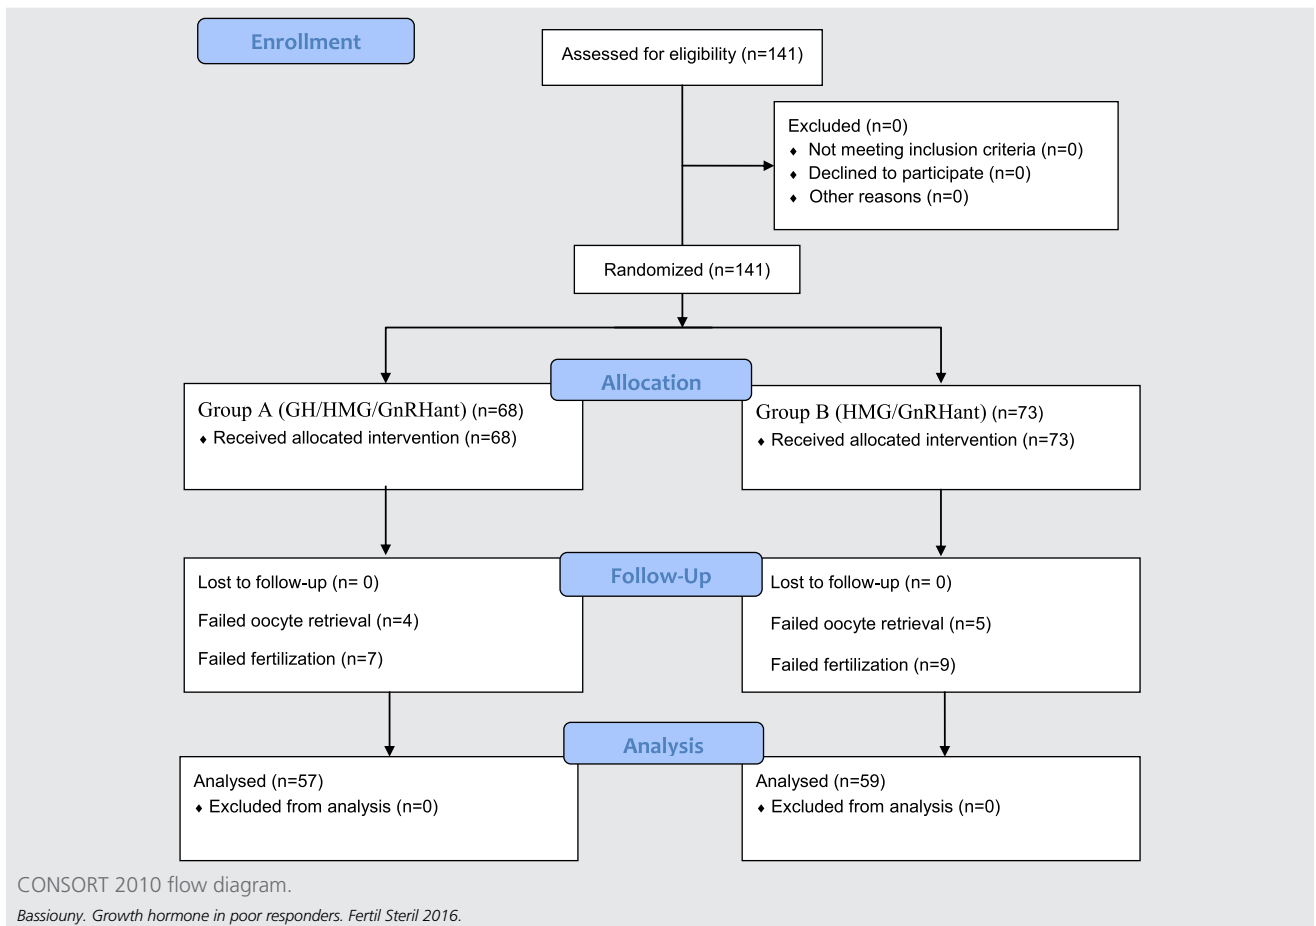 Enrollment
Assessed for eligibility (n=141)
Excluded (n=0)
♦ Not meeting inclusion criteria (n=0)
♦ Declined to participate (n=0)
♦ Other reasons (n=0)
Randomized (n=141)
Allocation
Group A (GH/HMG/GnRHant) (n=68)
♦ Received allocated intervention (n=68)
Group B (HMG/GnRHant) (n=73)
♦ Received allocated intervention (n=73)
Follow-Up
Lost to follow-up (n= 0)
Failed oocyte retrieval (n=4)
Failed fertilization (n=7)
Lost to follow-up (n= 0)
Failed oocyte retrieval (n=5)
Failed fertilization (n=9)
Analysis
Analysed (n=57)
♦ Excluded from analysis (n=0)
Analysed (n=59)
♦ Excluded from analysis (n=0)
CONSORT 2010 flow diagram.
Bassiouny. Growth hormone in poor responders. Fertil Steril 2016.